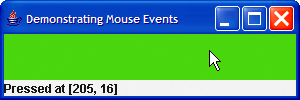 Demonstrating Mouse Events
Pressed at [205, 16]